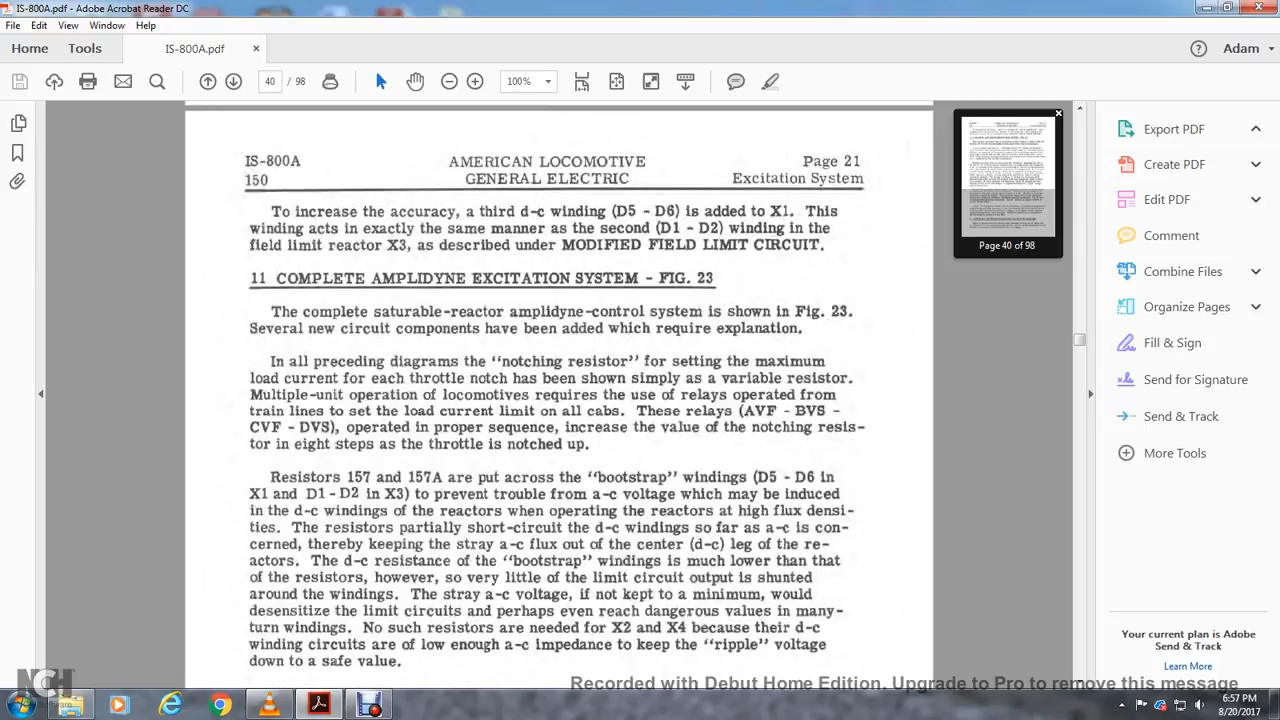 IS-800A.pdf - Adobe Acrobat Reader DC
File Edit View Window Help
Home Tools IS-800A.pdf × Adam
40 / 98 100%
IS-800A AMERICAN LOCOMOTIVE Page 21
150 GENERAL ELECTRIC Excitation System
To increase the accuracy, a third d-c winding (D5 - D6) is added to X1. This
winding acts in exactly the same manner as the second (D1 - D2) winding in the
field limit reactor X3, as described under MODIFIED FIELD LIMIT CIRCUIT.
11 COMPLETE AMPLIDYNE EXCITATION SYSTEM - FIG. 23
The complete saturable-reactor amplidyne-control system is shown in Fig. 23.
Several new circuit components have been added which require explanation.
In all preceding diagrams the “notching resistor” for setting the maximum
load current for each throttle notch has been shown simply as a variable resistor.
Multiple-unit operation of locomotives requires the use of relays operated from
train lines to set the load current limit on all cabs. These relays (AVF - BVS -
CVF - DVS), operated in proper sequence, increase the value of the notching resis-
tor in eight steps as the throttle is notched up.
Resistors 157 and 157A are put across the “bootstrap” windings (D5 - D6 in
X1 and D1 - D2 in X3) to prevent trouble from a-c voltage which may be induced
in the d-c windings of the reactors when operating the reactors at high flux densi-
ties. The resistors partially short-circuit the d-c windings so far as a-c is con-
cerned, thereby keeping the stray a-c flux out of the center (d-c) leg of the re-
actors. The d-c resistance of the “bootstrap” windings is much lower than that
of the resistors, however, so very little of the limit circuit output is shunted
around the windings. The stray a-c voltage, if not kept to a minimum, would
desensitize the limit circuits and perhaps even reach dangerous values in many-
turn windings. No such resistors are needed for X2 and X4 because their d-c
winding circuits are of low enough a-c impedance to keep the “ripple” voltage
down to a safe value.
Page 40 of 98
Export PDF
Create PDF
Edit PDF
Comment
Combine Files
Organize Pages
Fill & Sign
Send for Signature
Send & Track
More Tools
Your current plan is Adobe
Send & Track
Learn More
NCH
Recorded with Debut Home Edition. Upgrade to Pro to remove this message
6:57 PM
8/20/2017